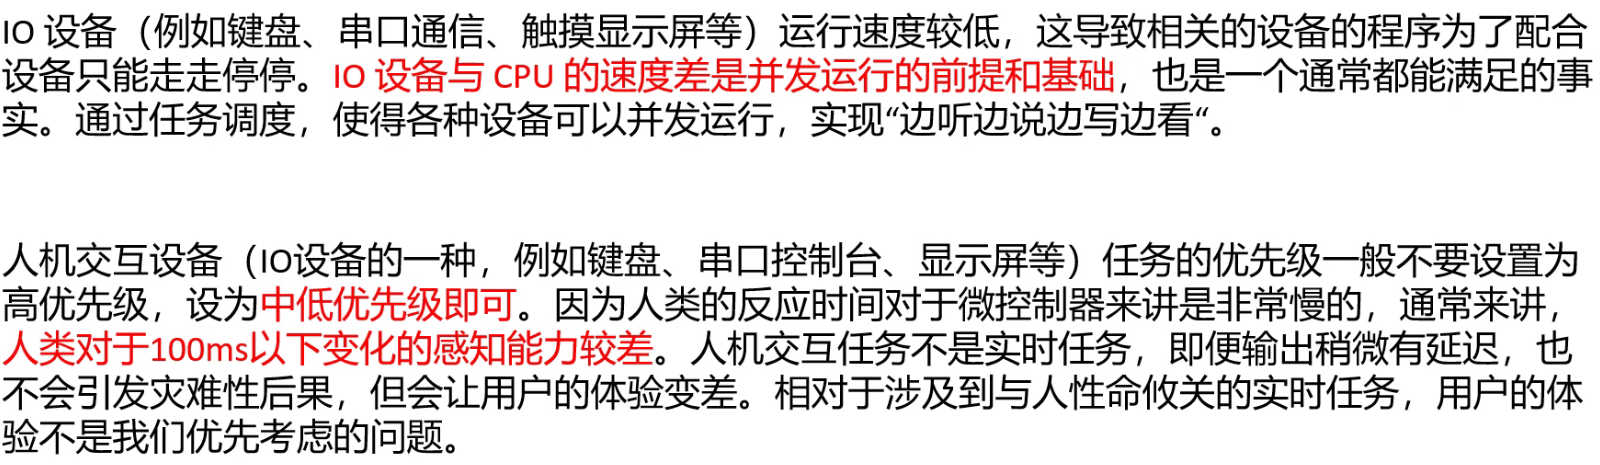 IO 设备（例如键盘、串口通信、触摸显示屏等）运行速度较低，这导致相关的设备的程序为了配合
设备只能走走停停。IO 设备与 CPU 的速度差是并发运行的前提和基础，也是一个通常都能满足的事
实。通过任务调度，使得各种设备可以并发运行，实现“边听边说边写边看“。
人机交互设备（IO设备的一种，例如键盘、串口控制台、显示屏等）任务的优先级一般不要设置为
高优先级，设为中低优先级即可。因为人类的反应时间对于微控制器来讲是非常慢的，通常来讲，
人类对于100ms以下变化的感知能力较差。人机交互任务不是实时任务，即便输出稍微有延迟，也
不会引发灾难性后果，但会让用户的体验变差。相对于涉及到与人性命攸关的实时任务，用户的体
验不是我们优先考虑的问题。